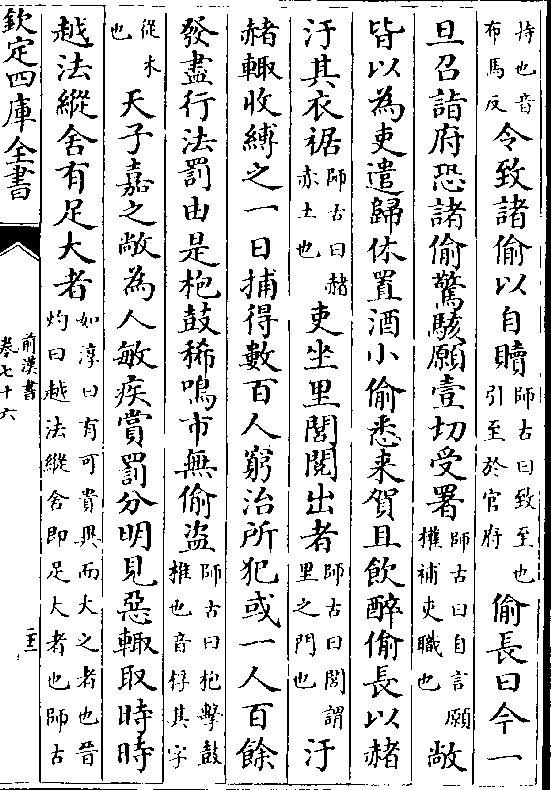 持也音布馬反令致諸偷以自贖師古曰致至也引至於官府偷長曰今一
旦召詣府恐諸偷驚駭願壹切受署師古曰自言願權補吏職也敞
皆以為吏遣歸休置酒小偷悉来賀且飲醉偷長以赭
汙其衣裾師古曰赭赤土也吏坐里閭閱出者師古曰閭謂里之門也汙
赭輙收縛之一日捕得數百人窮治所犯或一人百餘
發盡行法罰由是枹鼓稀鳴市無偷盗師古曰枹擊鼓椎也音俘其字
從木也天子嘉之敞為人敏疾賞罰分明見惡輙取時時
越法縱舍有足大者如淳曰有可貴異而大之者也晉灼曰越法縱舍即足大者也師古
欽定四庫全書
前漢書
卷七十六